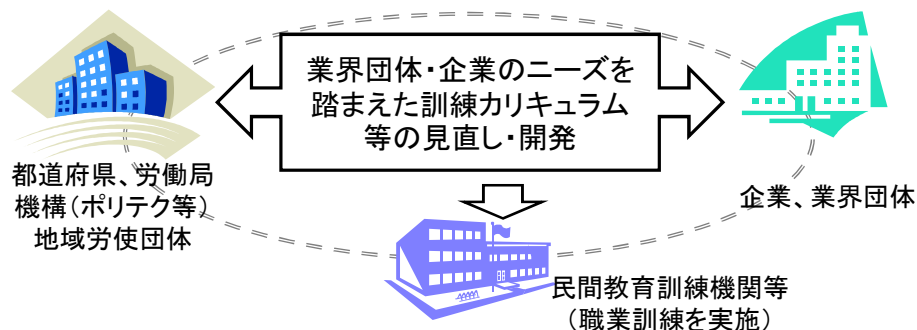 業界団体・企業のニーズを
踏まえた訓練カリキュラム
等の見直し・開発
都道府県、労働局
機構（ポリテク等）
地域労使団体
企業、業界団体
民間教育訓練機関等
（職業訓練を実施）